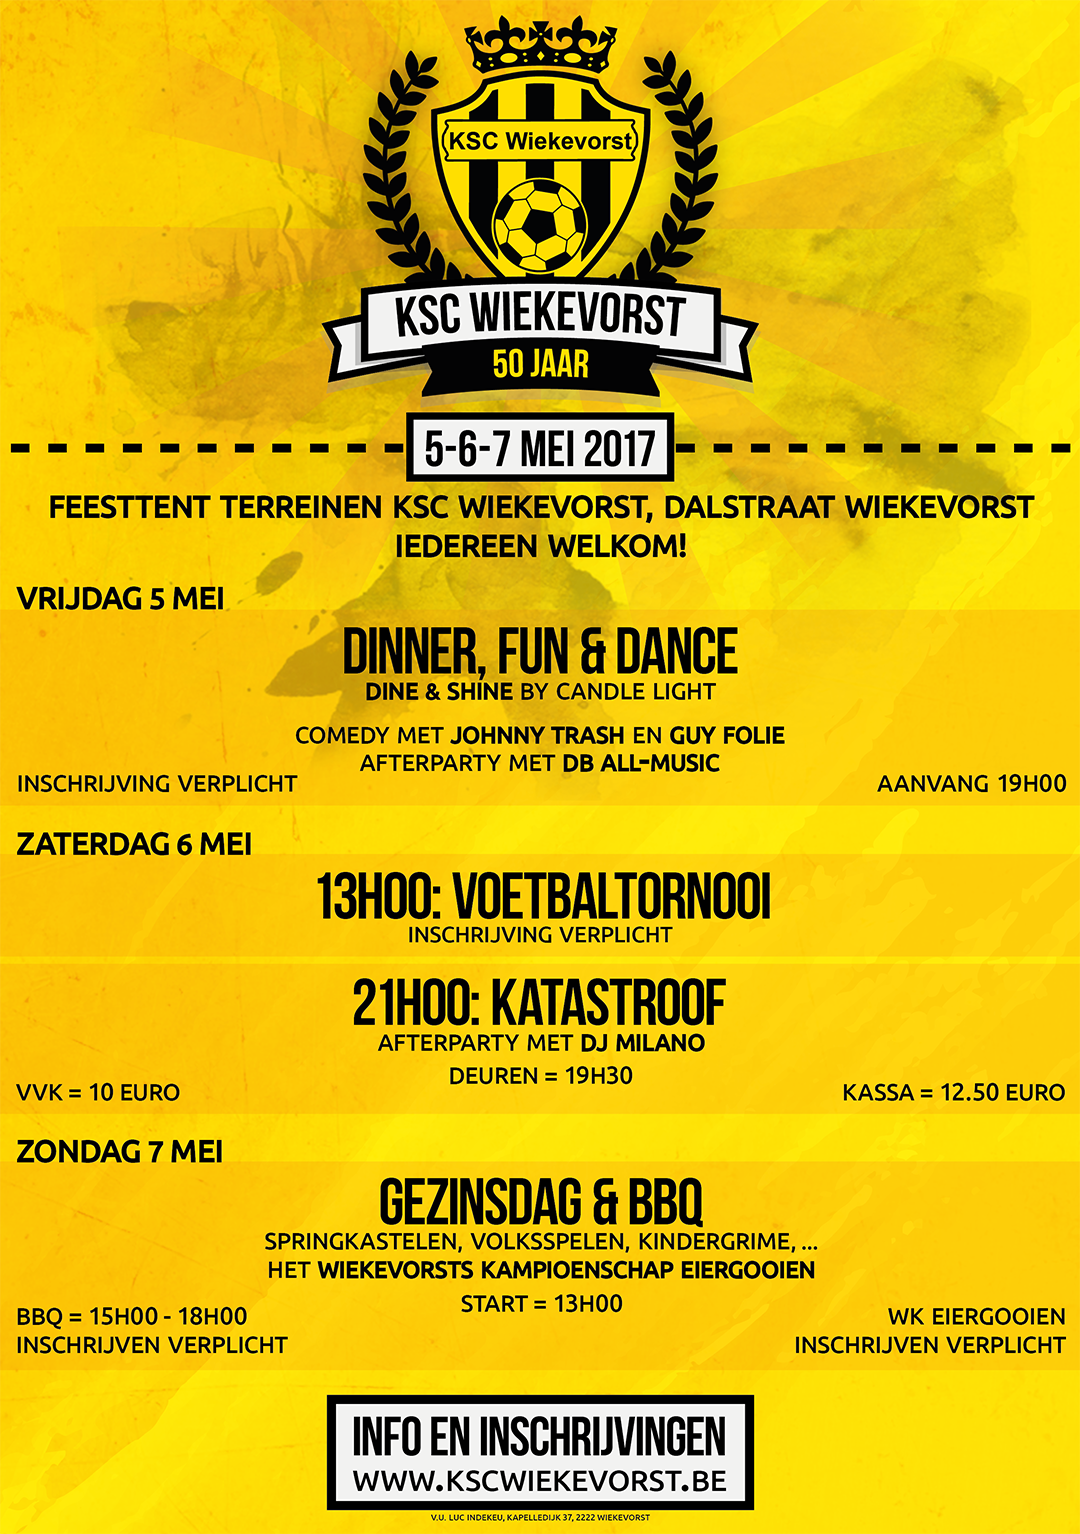 KSC Wiekevorst
KSC WIEKEVORST
50 JAAR
5-6-7 MEI 2017
FEESTTENT TERREINEN KSC WIEKEVORST, DALSTRAAT WIEKEVORST
IEDEREEN WELKOM!
VRIJDAG 5 MEI
DINNER, FUN & DANCE
DINE & SHINE BY CANDLE LIGHT
COMEDY MET JOHNNY TRASH EN GUY FOLIE
AFTERPARTY MET DB ALL-MUSIC
INSCHRIJVING VERPLICHT
AANVANG 19H00
ZATERDAG 6 MEI
13H00: VOETBALTORNOOI
INSCHRIJVING VERPLICHT
21H00: KATASTROOF
AFTERPARTY MET DJ MILANO
DEUREN = 19H30
VVK = 10 EURO
KASSA = 12.50 EURO
ZONDAG 7 MEI
GEZINSDAG & BBQ
SPRINGKASTELEN, VOLKSSPELEN, KINDERGRIME, ...
HET WIEKEVORSTS KAMPIOENSCHAP EIERGOOIEN
START = 13H00
BBQ = 15H00 - 18H00
INSCHRIJVEN VERPLICHT
WK EIERGOOIEN
INSCHRIJVEN VERPLICHT
INFO EN INSCHRIJVINGEN
WWW.KSCWIEKEVORST.BE
V.U. LUC INDEKEU, KAPELLEDIJK 37, 2222 WIEKEVORST